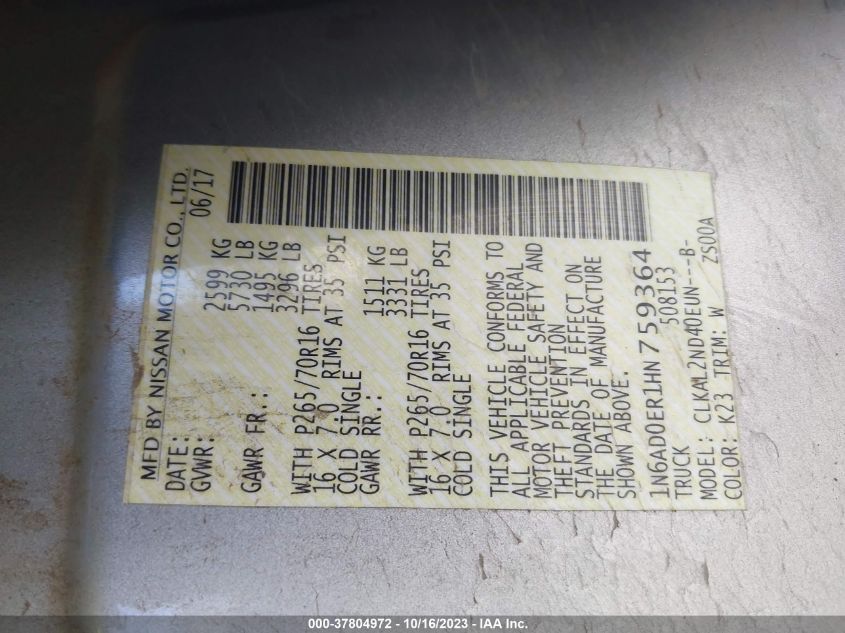 MFD BY NISSAN MOTOR CO., LTD.
DATE: 06/17
GVWR: 2599 KG
5730 LB
GAWR FR.: 1495 KG
3296 LB
WITH P265/70R16 TIRES
16 X 7.0 RIMS AT 35 PSI
COLD SINGLE
GAWR RR.: 1511 KG
3331 LB
WITH P265/70R16 TIRES
16 X 7.0 RIMS AT 35 PSI
COLD SINGLE
THIS VEHICLE CONFORMS TO
ALL APPLICABLE FEDERAL
MOTOR VEHICLE SAFETY AND
THEFT PREVENTION
STANDARDS IN EFFECT ON
THE DATE OF MANUFACTURE
SHOWN ABOVE.
1N6AD0ER1HN759364
TRUCK 508153
MODEL: CLKAL2ND40EUN---B-
COLOR: K23 TRIM: W ZS00A
000-37804972 - 10/16/2023 - IAA Inc.